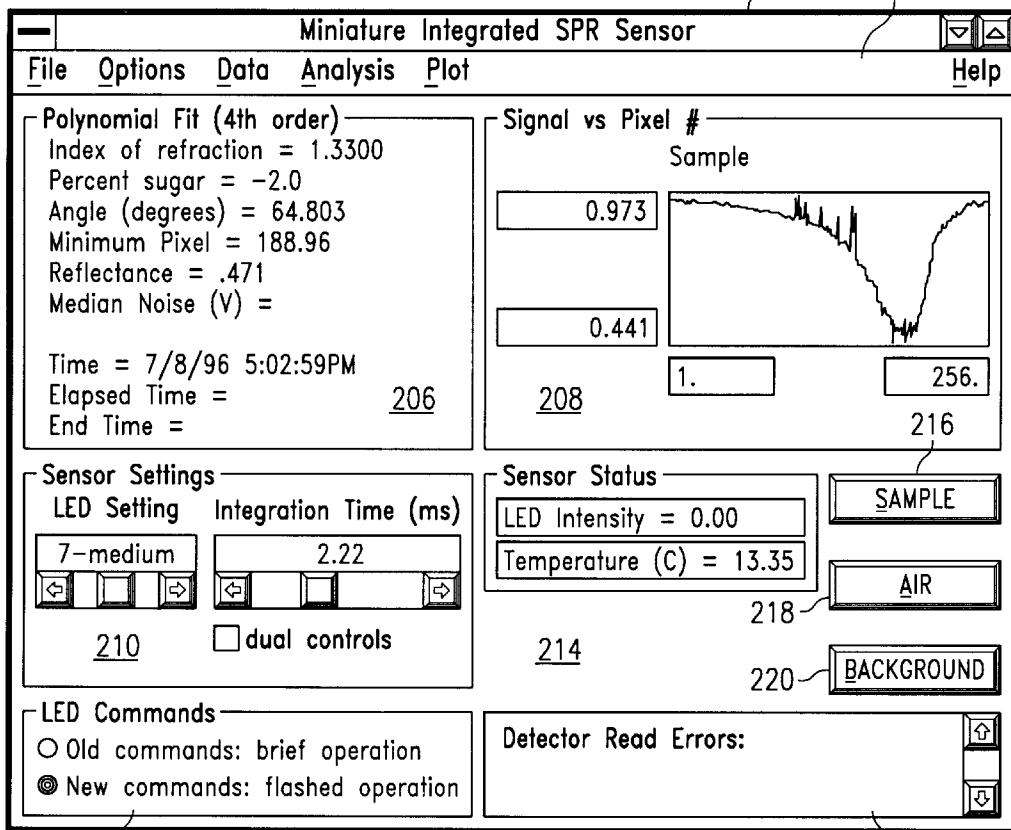 Miniature Integrated SPR Sensor
File Options Data Analysis Plot Help
Polynomial Fit (4th order)
Index of refraction = 1.3300
Percent sugar = -2.0
Angle (degrees) = 64.803
Minimum Pixel = 188.96
Reflectance = .471
Median Noise (V) =
Time = 7/8/96 5:02:59PM
Elapsed Time =
End Time =
206
Signal vs Pixel #
Sample
0.973
0.441
1.
256.
208
216
Sensor Settings
LED Setting
Integration Time (ms)
7-medium
2.22
210
dual controls
Sensor Status
LED Intensity = 0.00
Temperature (C) = 13.35
214
SAMPLE
AIR
218
BACKGROUND
220
LED Commands
Old commands: brief operation
New commands: flashed operation
Detector Read Errors: